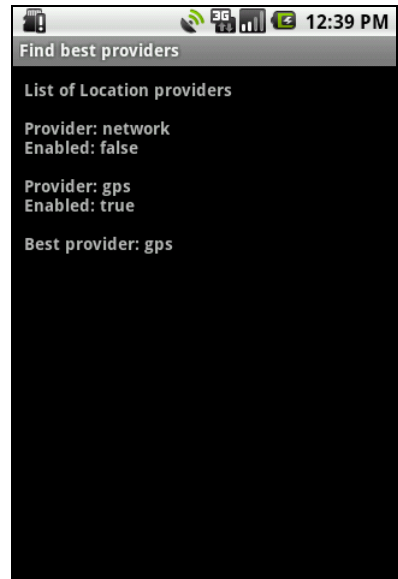 3G
12:39 PM
Find best providers
List of Location providers
Provider: network
Enabled: false
Provider: gps
Enabled: true
Best provider: gps